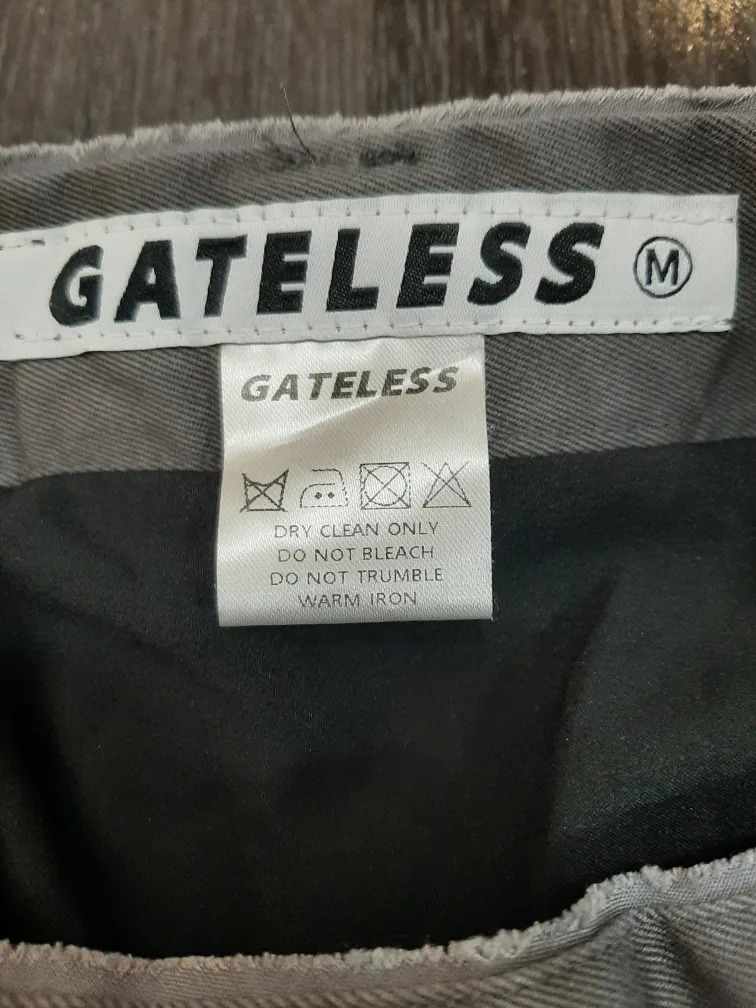 GATELESS M
GATELESS
DRY CLEAN ONLY
DO NOT BLEACH
DO NOT TRUMBLE
WARM IRON